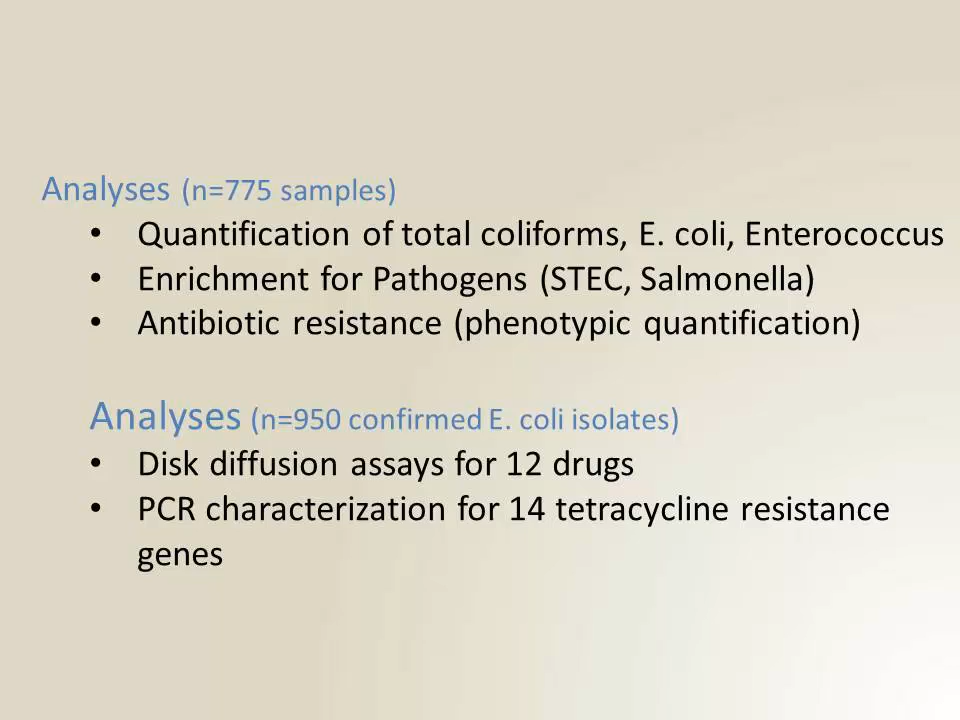 Analyses (n=775 samples)
• Quantification of total coliforms, E. coli, Enterococcus
• Enrichment for Pathogens (STEC, Salmonella)
• Antibiotic resistance (phenotypic quantification)
Analyses (n=950 confirmed E. coli isolates)
• Disk diffusion assays for 12 drugs
• PCR characterization for 14 tetracycline resistance
genes